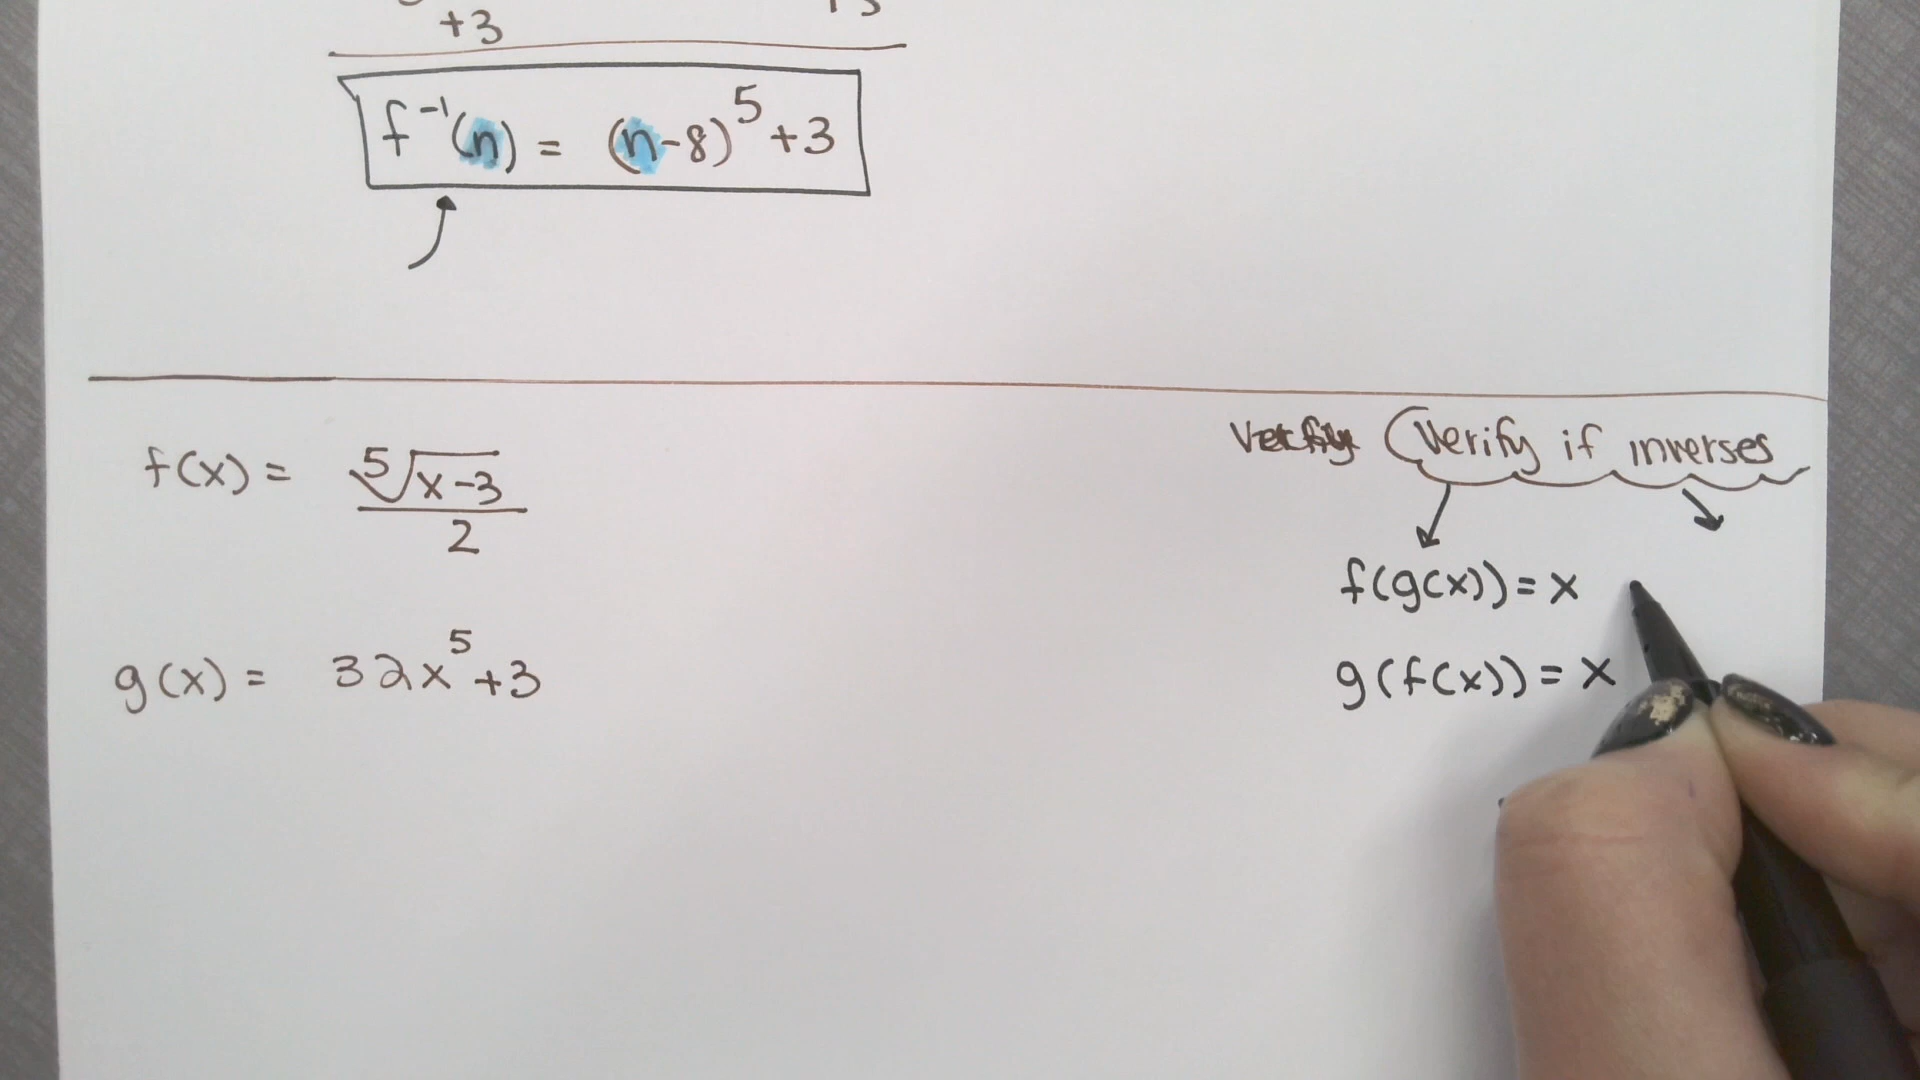 +3
f⁻¹(n) = (n-8)⁵+3
Verify if inverses
f(x) = ⁵√x-3
2
f(g(x)) = x
g(x) = 32x⁵+3
g(f(x)) = x